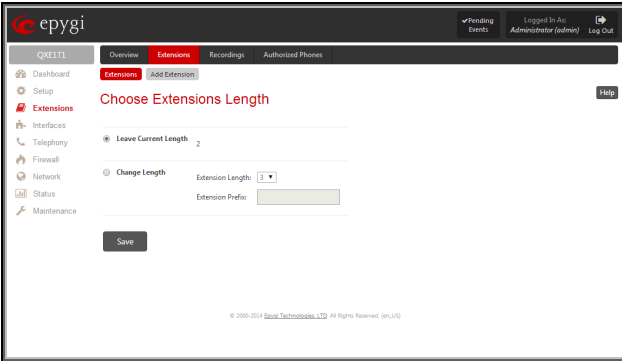 epygi
✔Pending Events
Logged In As:
Administrator (admin)
Log Out
QXE1T1
Overview
Extensions
Recordings
Authorized Phones
Dashboard
Setup
Extensions
Interfaces
Telephony
Firewall
Network
Status
Maintenance
Extensions
Add Extension
Help
Choose Extensions Length
Leave Current Length 2
Change Length
Extension Length: 3
Extension Prefix:
Save
© 2000-2014 Epygi Technologies, LTD. All Rights Reserved. (en_US)